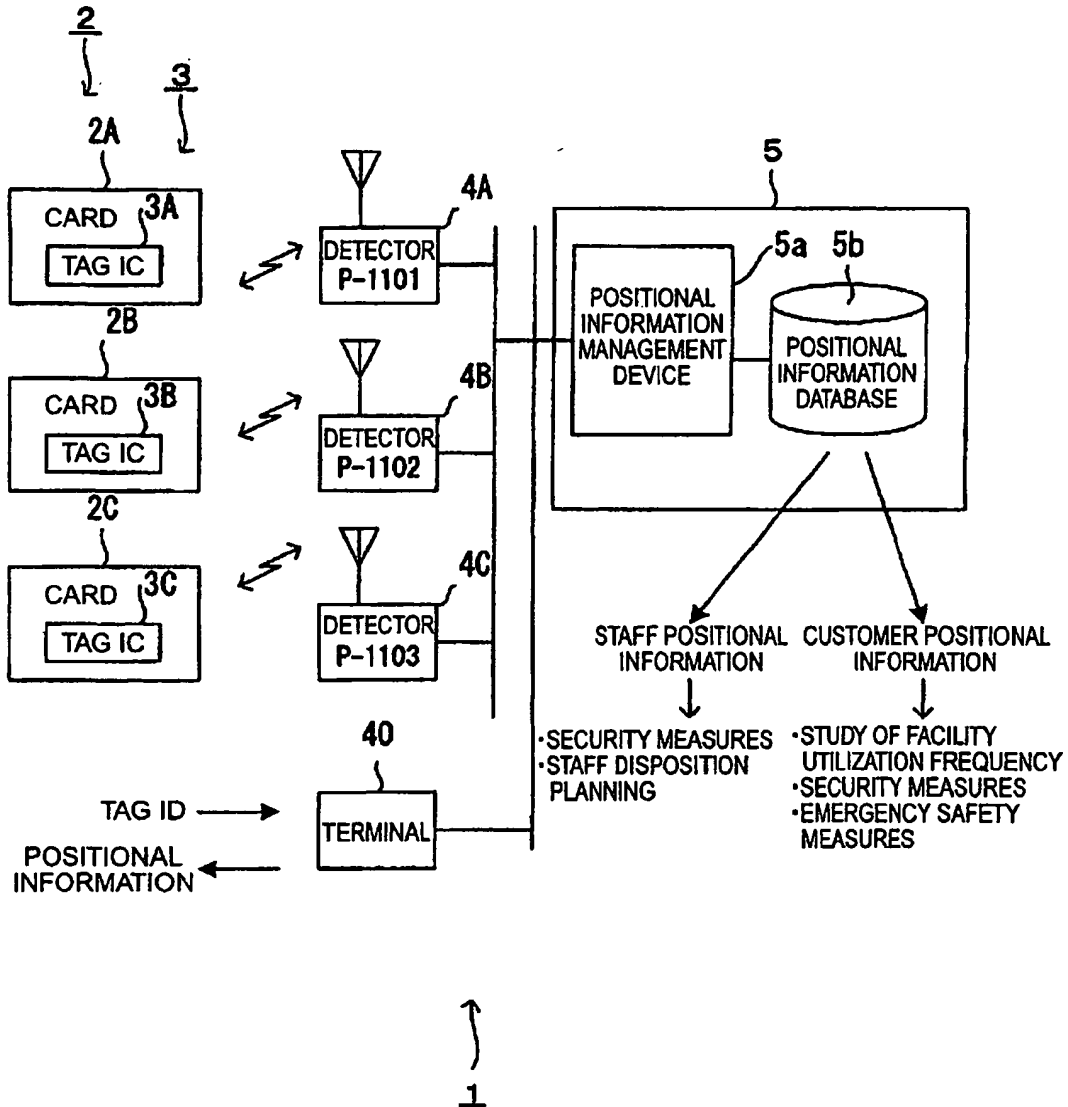 2
3
2A
CARD
3A
TAG IC
2B
CARD
3B
TAG IC
2C
CARD
3C
TAG IC
4A
DETECTOR
P-1101
4B
DETECTOR
P-1102
4C
DETECTOR
P-1103
5
5a
POSITIONAL
INFORMATION
MANAGEMENT
DEVICE
5b
POSITIONAL
INFORMATION
DATABASE
STAFF POSITIONAL
INFORMATION
・SECURITY MEASURES
・STAFF DISPOSITION
PLANNING
CUSTOMER POSITIONAL
INFORMATION
・STUDY OF FACILITY
UTILIZATION FREQUENCY
・SECURITY MEASURES
・EMERGENCY SAFETY
MEASURES
40
TAG ID
TERMINAL
POSITIONAL
INFORMATION
1